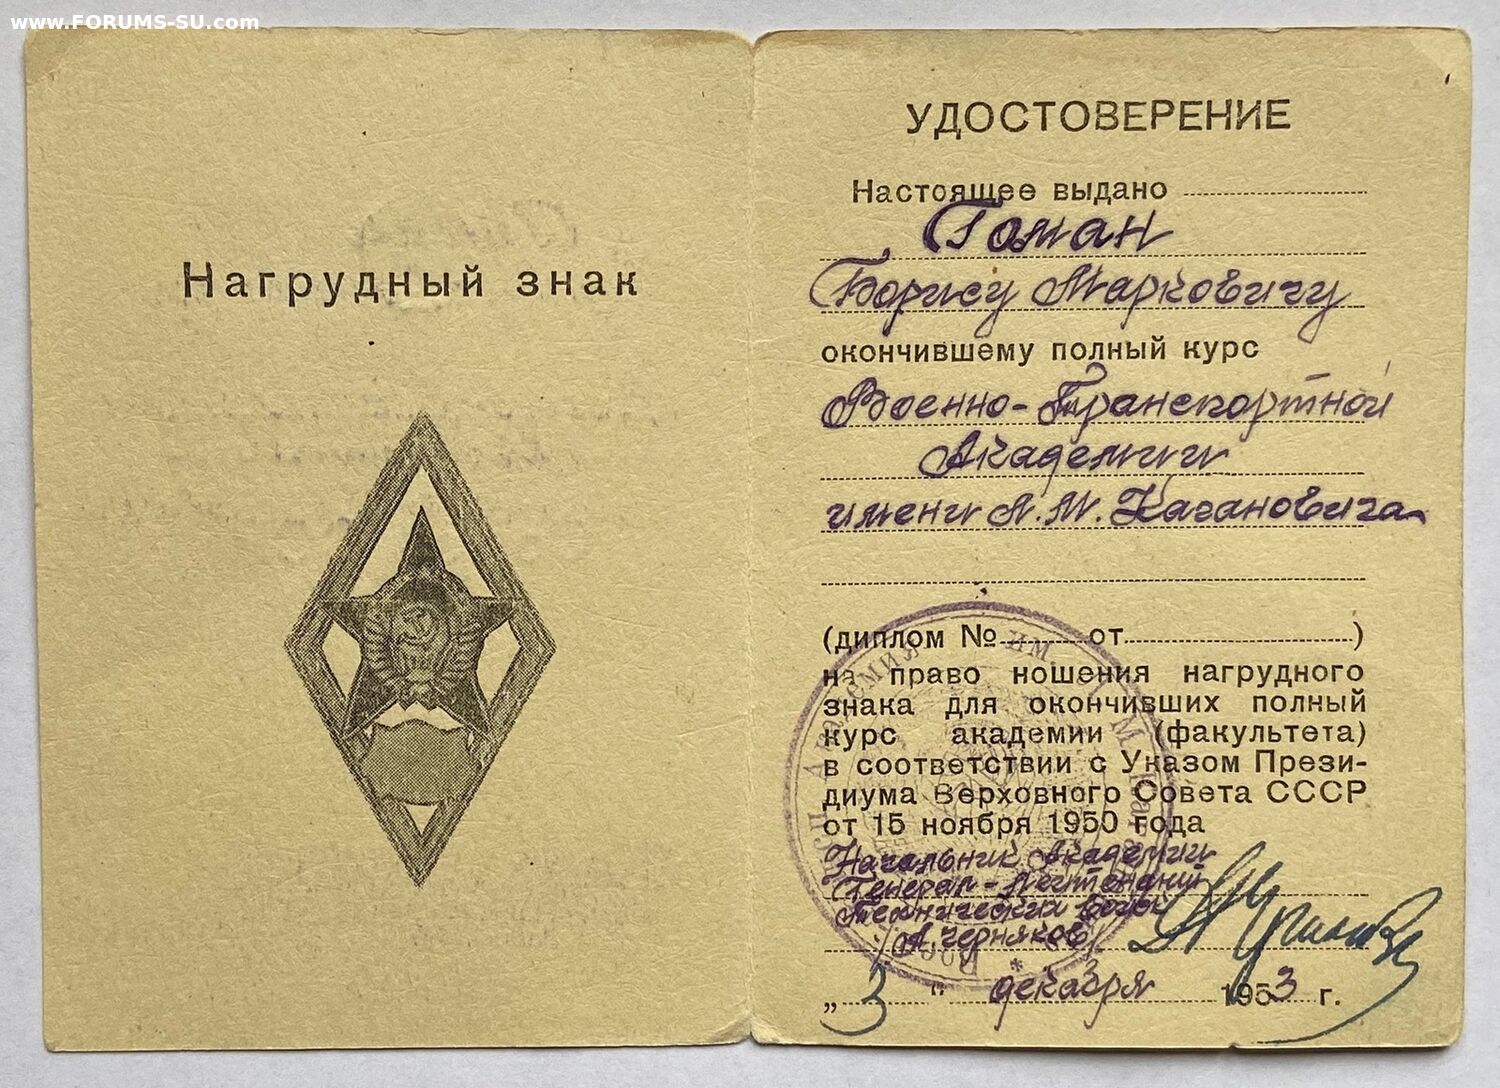 www.FORUMS-SU.com
Нагрудный знак
УДОСТОВЕРЕНИЕ
Настоящее выдано
Гоман
Борису Марковичу
окончившему полный курс
Военно-Транспортной
Академии
имени Л.М. Кагановича
(диплом № от )
на право ношения нагрудного
знака для окончивших полный
курс академии (факультета)
в соответствии с Указом Прези-
диума Верховного Совета СССР
от 15 ноября 1950 года
Начальник Академии
Генерал-Лейтенант
Технических Войск
/А. Черняков/
„ 3 " декабря 1953 г.